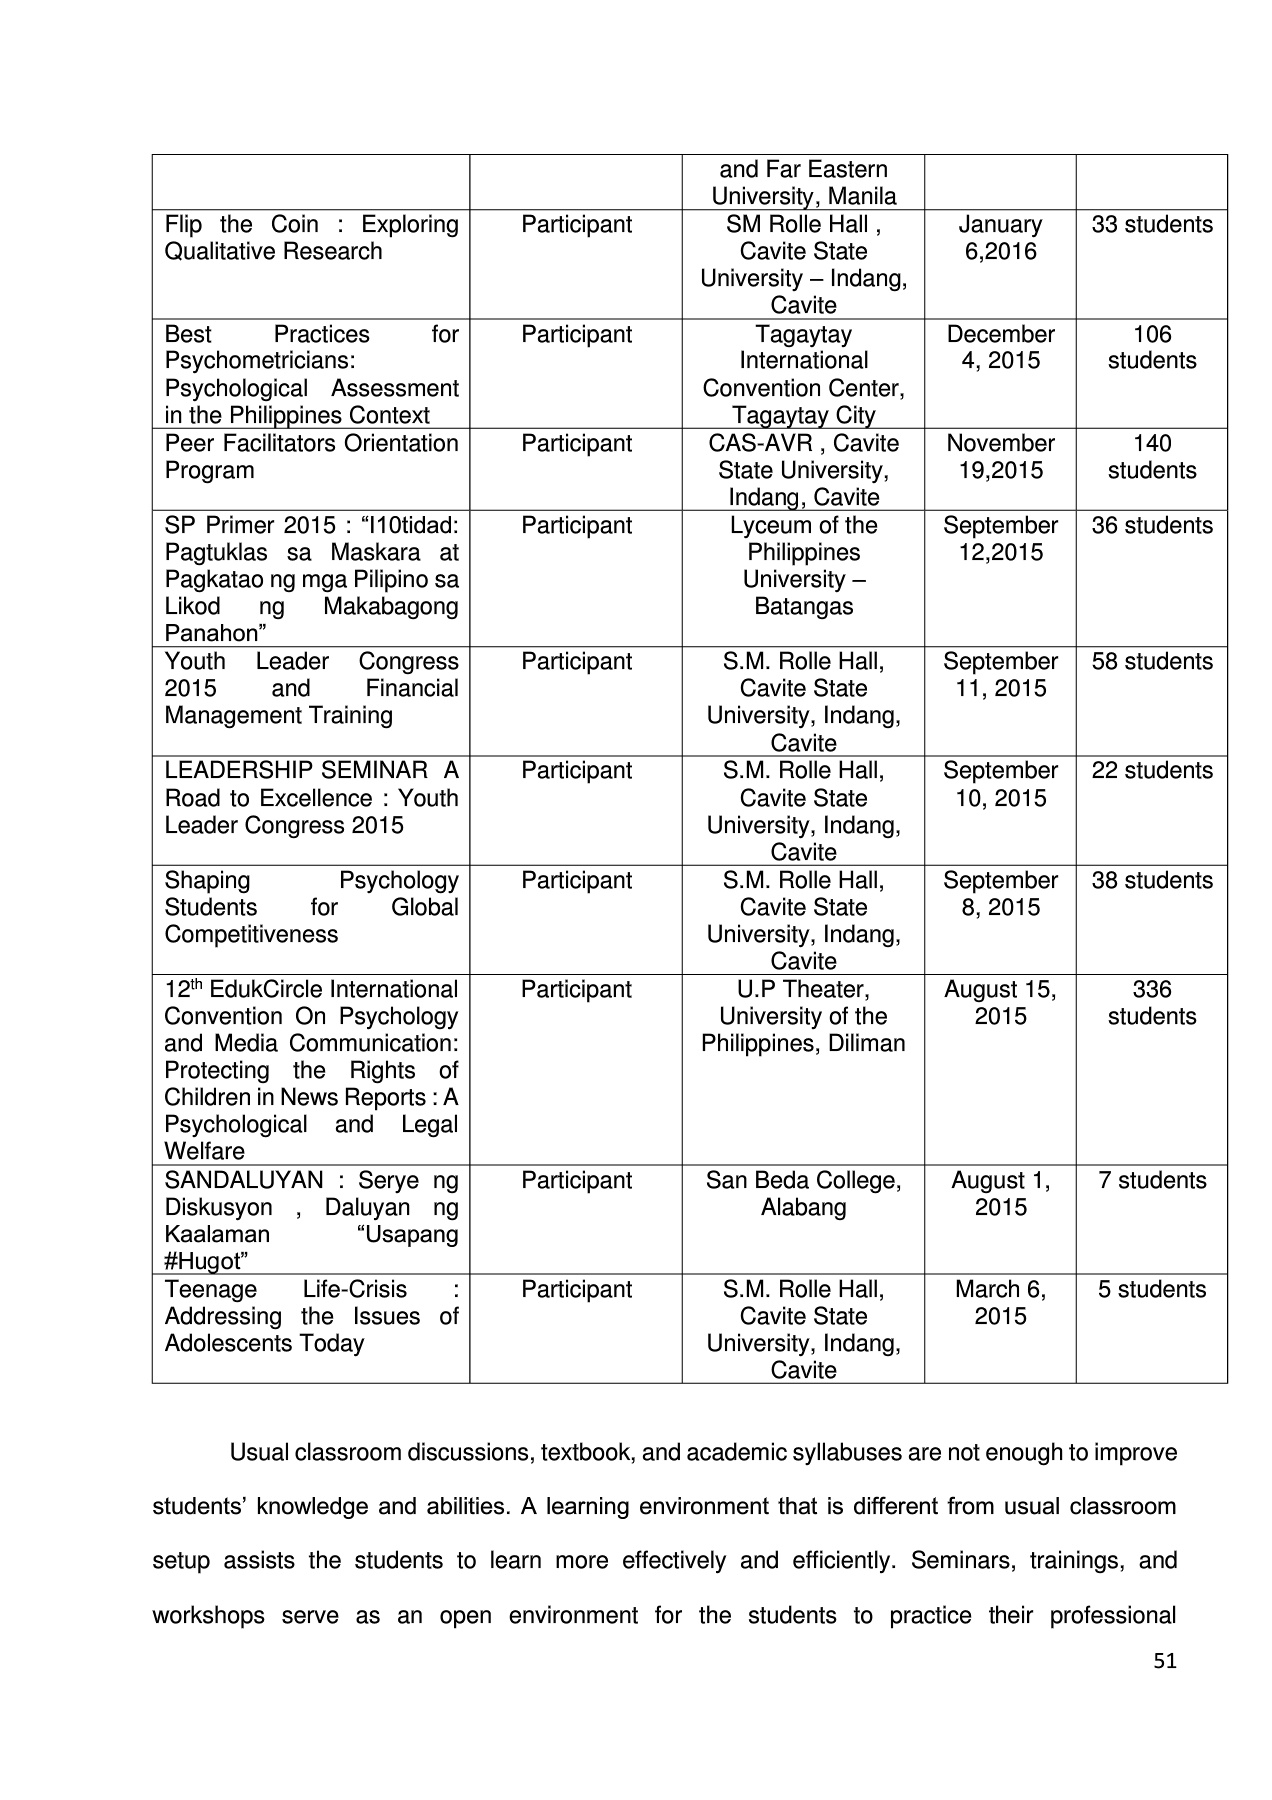 and Far Eastern
University, Manila
Flip the Coin : Exploring
Qualitative Research
Participant
SM Rolle Hall ,
Cavite State
University – Indang,
Cavite
January
6,2016
33 students
Best Practices for
Psychometricians:
Psychological Assessment
in the Philippines Context
Participant
Tagaytay
International
Convention Center,
Tagaytay City
December
4, 2015
106
students
Peer Facilitators Orientation
Program
Participant
CAS-AVR , Cavite
State University,
Indang, Cavite
November
19,2015
140
students
SP Primer 2015 : “I10tidad:
Pagtuklas sa Maskara at
Pagkatao ng mga Pilipino sa
Likod ng Makabagong
Panahon”
Participant
Lyceum of the
Philippines
University –
Batangas
September
12,2015
36 students
Youth Leader Congress
2015 and Financial
Management Training
Participant
S.M. Rolle Hall,
Cavite State
University, Indang,
Cavite
September
11, 2015
58 students
LEADERSHIP SEMINAR A
Road to Excellence : Youth
Leader Congress 2015
Participant
S.M. Rolle Hall,
Cavite State
University, Indang,
Cavite
September
10, 2015
22 students
Shaping Psychology
Students for Global
Competitiveness
Participant
S.M. Rolle Hall,
Cavite State
University, Indang,
Cavite
September
8, 2015
38 students
12th EdukCircle International
Convention On Psychology
and Media Communication:
Protecting the Rights of
Children in News Reports : A
Psychological and Legal
Welfare
Participant
U.P Theater,
University of the
Philippines, Diliman
August 15,
2015
336
students
SANDALUYAN : Serye ng
Diskusyon , Daluyan ng
Kaalaman “Usapang
#Hugot”
Participant
San Beda College,
Alabang
August 1,
2015
7 students
Teenage Life-Crisis :
Addressing the Issues of
Adolescents Today
Participant
S.M. Rolle Hall,
Cavite State
University, Indang,
Cavite
March 6,
2015
5 students
Usual classroom discussions, textbook, and academic syllabuses are not enough to improve
students’ knowledge and abilities. A learning environment that is different from usual classroom
setup assists the students to learn more effectively and efficiently. Seminars, trainings, and
workshops serve as an open environment for the students to practice their professional
51